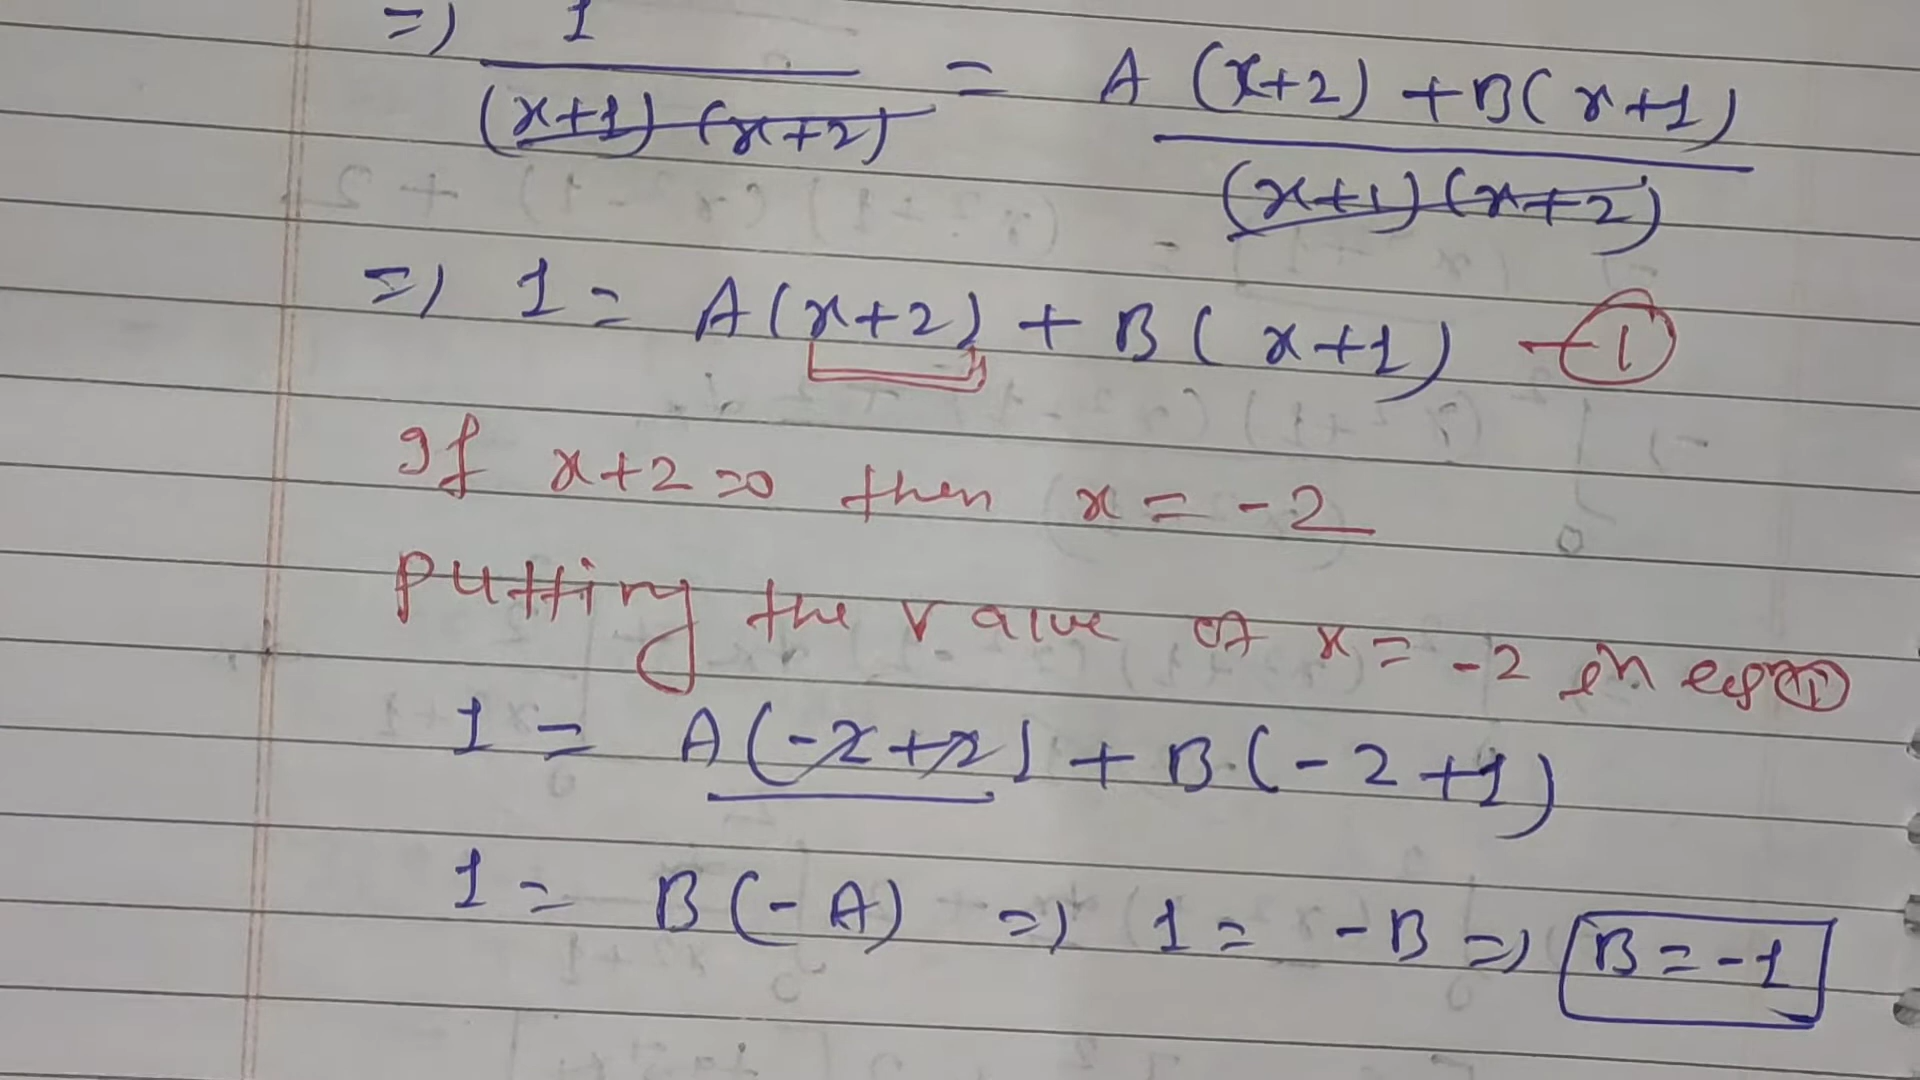 =) 1 / (x+1) (x+2) = A (x+2) + B( x+1) / (x+1) (x+2)
=) 1 = A(x+2) + B( x+1) - 1
If x+2=0 then x = -2
putting the value of x = -2 in eqn 1
1 = A(-2+2) + B.(-2+1)
1 = B(-A) =) 1 = -B =) B = -1